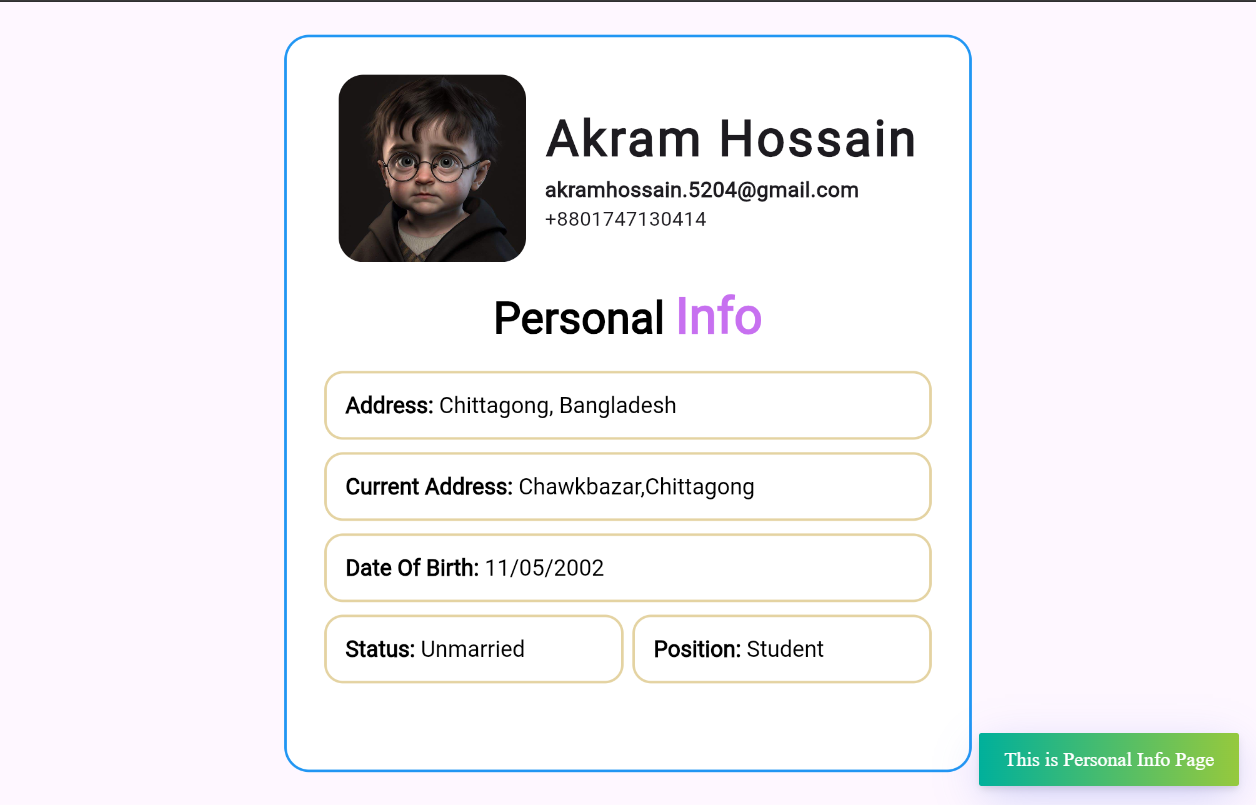 Akram Hossain
akramhossain.5204@gmail.com
+8801747130414
Personal Info
Address: Chittagong, Bangladesh
Current Address: Chawkbazar,Chittagong
Date Of Birth: 11/05/2002
Status: Unmarried
Position: Student
This is Personal Info Page